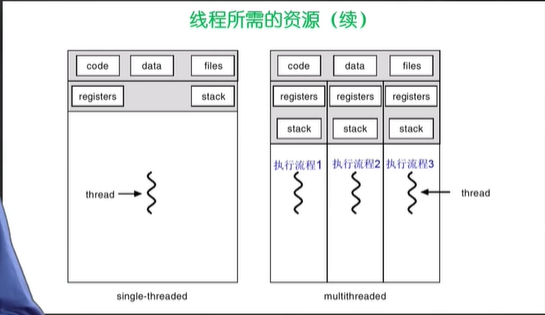 线程所需的资源（续）
code data files
registers stack
thread
single-threaded
code data files
registers registers registers
stack stack stack
执行流程1 执行流程2 执行流程3
thread
multithreaded